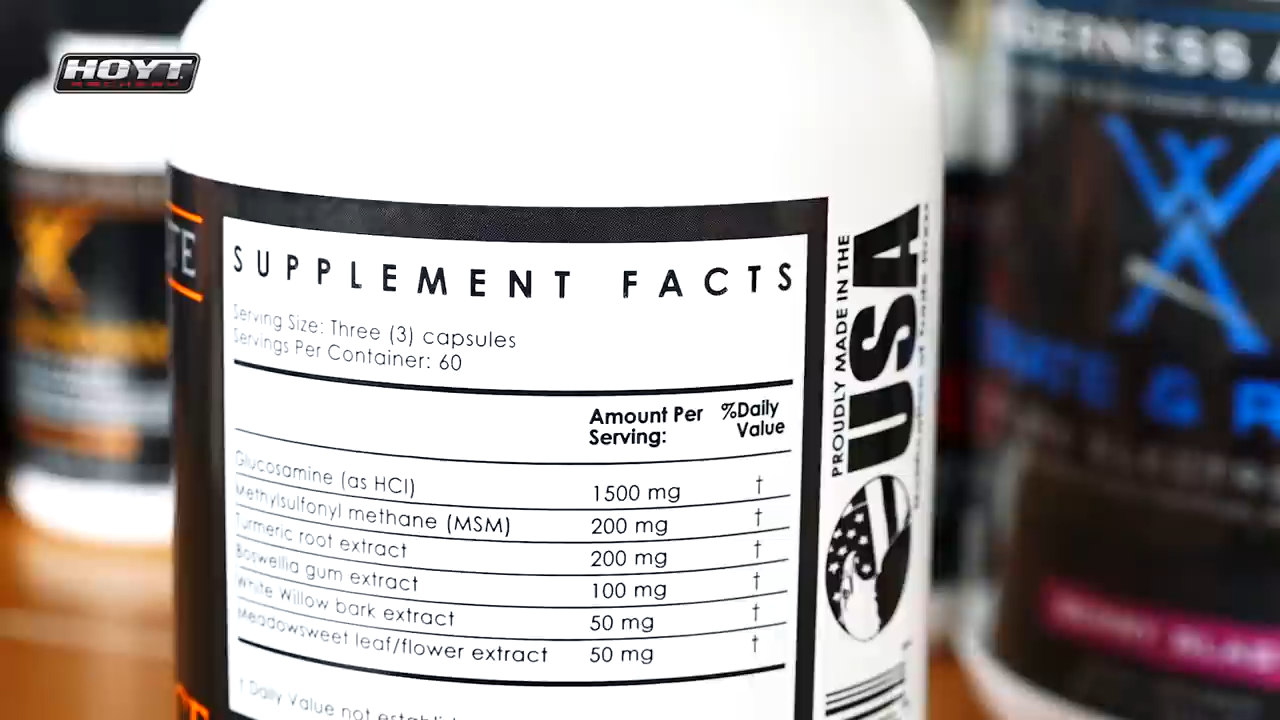 HOYT
ARCHERY
SUPPLEMENT FACTS
Serving Size: Three (3) capsules
Servings Per Container: 60
Amount Per Serving:
%Daily Value
Glucosamine (as HCl) 1500 mg †
Methylsulfonyl methane (MSM) 200 mg †
Turmeric root extract 200 mg †
Boswellia gum extract 100 mg †
White Willow bark extract 50 mg †
Meadowsweet leaf/flower extract 50 mg †
† Daily Value not
PROUDLY MADE IN THE
USA